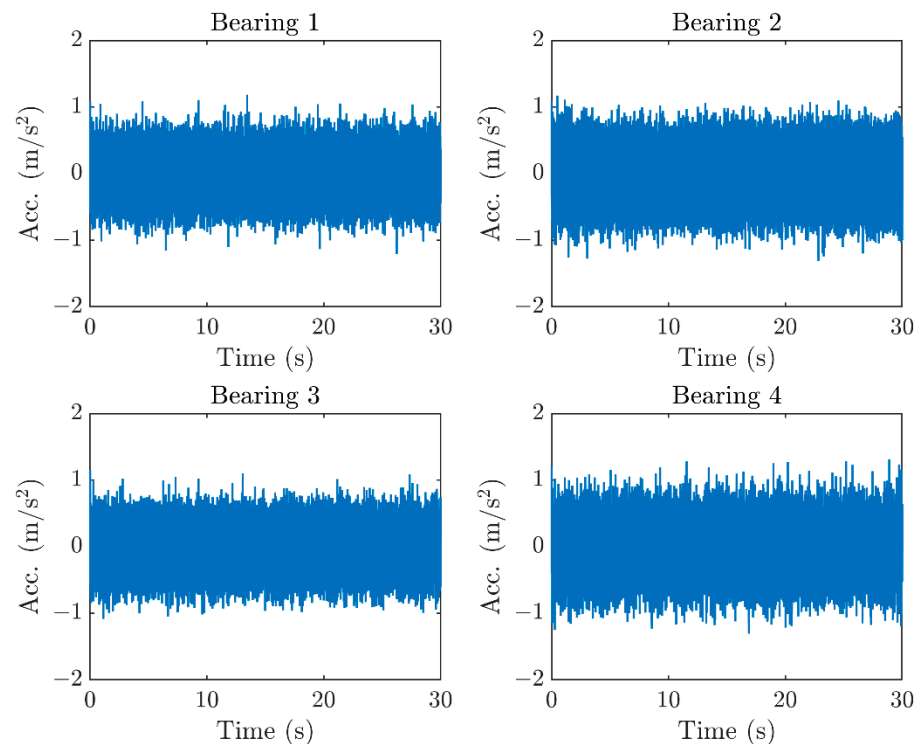 Bearing 1
2
1
0
−1
−2
Acc. (m/s²)
0 10 20 30
Time (s)
Bearing 2
2
1
0
−1
−2
Acc. (m/s²)
0 10 20 30
Time (s)
Bearing 3
2
1
0
−1
−2
Acc. (m/s²)
0 10 20 30
Time (s)
Bearing 4
2
1
0
−1
−2
Acc. (m/s²)
0 10 20 30
Time (s)